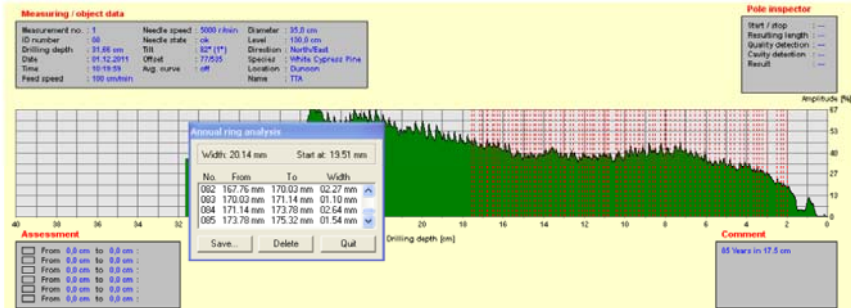 Measuring / object data
Measurement no. : 1 Needle speed : 5000 r/min Diameter : 35,0 cm
ID number : 00 Needle state : ok Level : 100,0 cm
Drilling depth : 31,66 cm Tilt : 82° (1°) Direction : North/East
Date : 01.12.2011 Offset : 77/535 Species : White Cypress Pine
Time : 10:19:59 Avg. curve : off Location : Dunoon
Feed speed : 100 cm/min Name : TTA
Pole inspector
Start / stop : ---
Resulting length : ---
Quality detection : ---
Cavity detention : ---
Result : ---
Amplitude [%]
67
53
40
27
13
0
Annual ring analysis
Width: 20.14 mm Start at: 19.51 mm
No. From To Width
082 167.76 mm 170.03 mm 02.27 mm
083 170.03 mm 171.14 mm 01.10 mm
084 171.14 mm 173.78 mm 02.64 mm
085 173.78 mm 175.32 mm 01.54 mm
Save... Delete Quit
40 38 36 34 32 20 18 16 14 12 10 8 6 4 2 0
Drilling depth [cm]
Assessment
From 0,0 cm to 0,0 cm :
From 0,0 cm to 0,0 cm :
From 0,0 cm to 0,0 cm :
From 0,0 cm to 0,0 cm :
From 0,0 cm to 0,0 cm :
From 0,0 cm to 0,0 cm :
Comment
85 Years in 17.5 cm